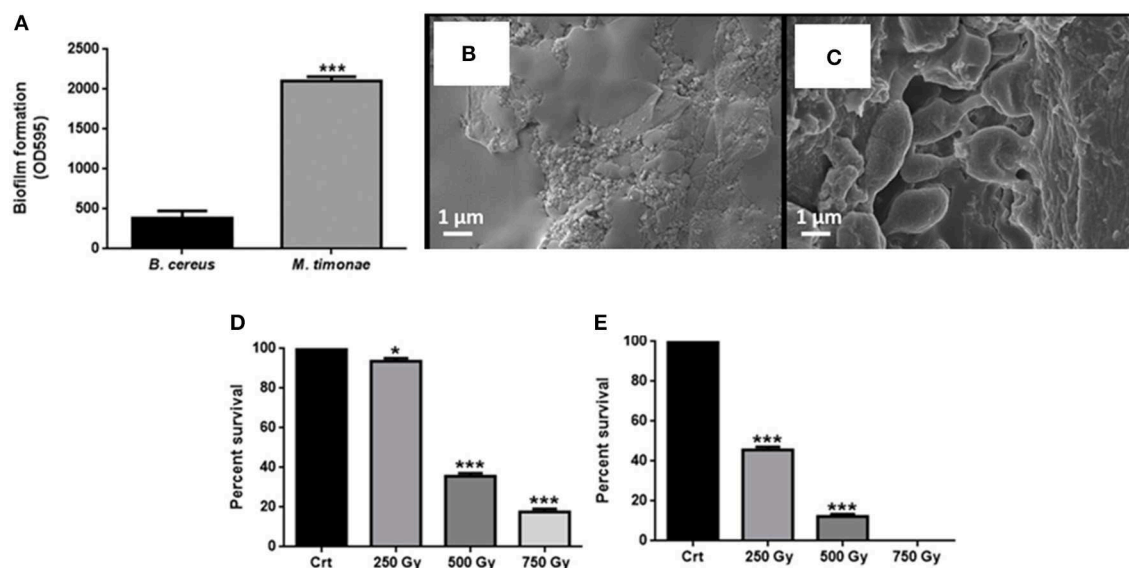 A
2500
2000
1500
1000
500
0
Biofilm formation
(OD595)
***
B. cereus
M. timonae
B
1 µm
C
1 µm
D
100
80
60
40
20
0
Percent survival
*
***
***
Crt
250 Gy
500 Gy
750 Gy
E
100
80
60
40
20
0
Percent survival
***
***
Crt
250 Gy
500 Gy
750 Gy